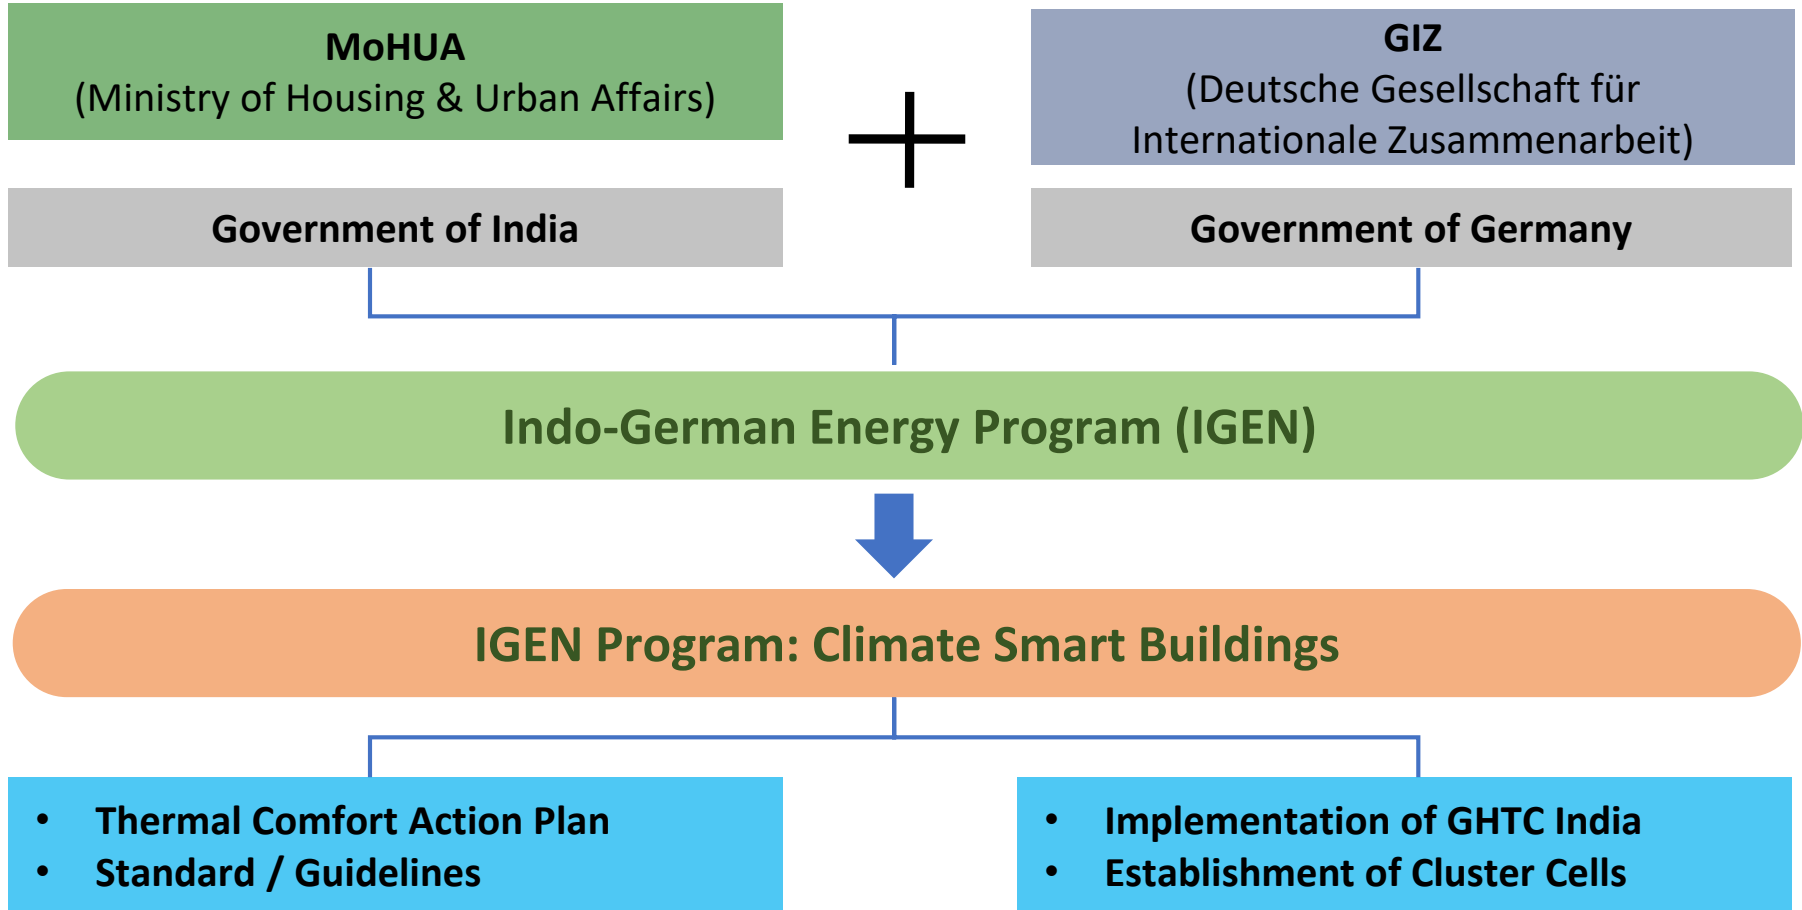 MoHUA
(Ministry of Housing & Urban Affairs)
GIZ
(Deutsche Gesellschaft für
Internationale Zusammenarbeit)
Government of India
Government of Germany
Indo-German Energy Program (IGEN)
IGEN Program: Climate Smart Buildings
• Thermal Comfort Action Plan
• Standard / Guidelines
• Implementation of GHTC India
• Establishment of Cluster Cells